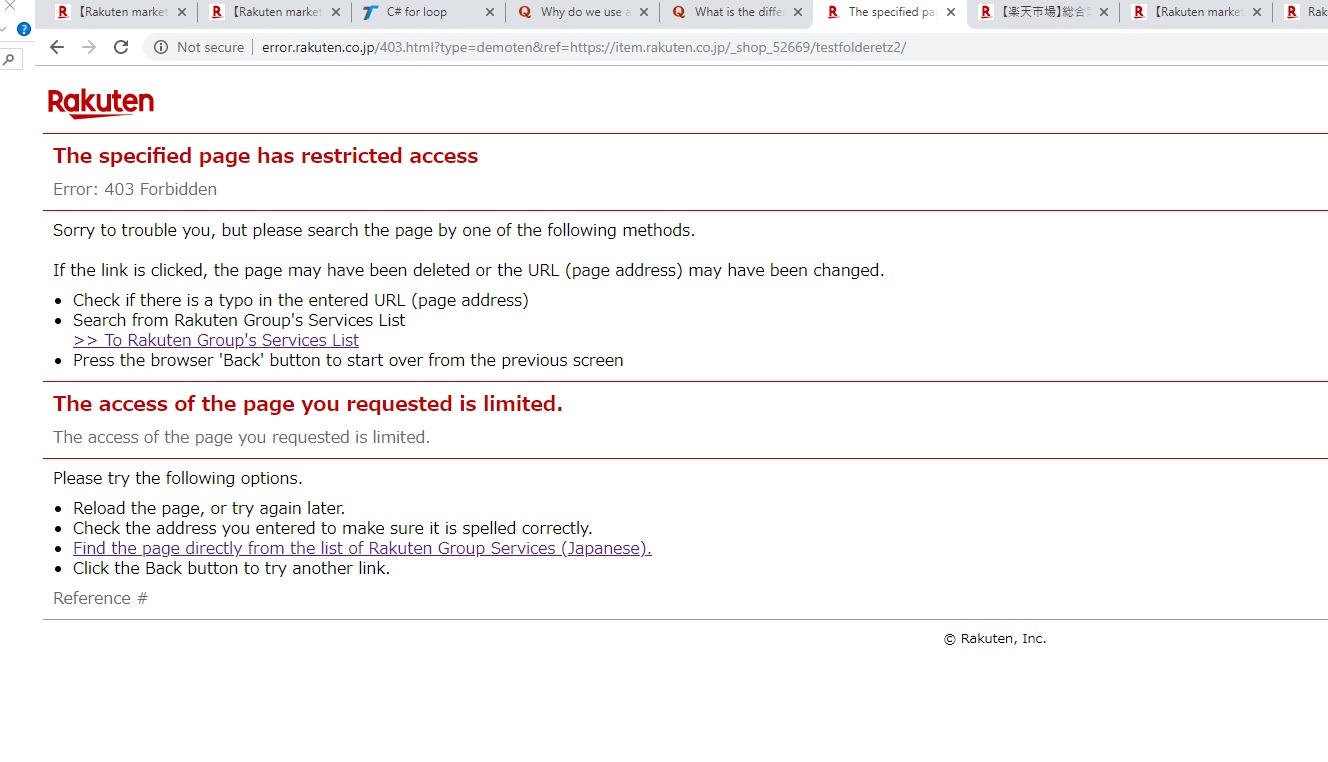 【Rakuten market
【Rakuten market
C# for loop
Why do we use a
What is the differ
The specified pag
【楽天市場】総合
【Rakuten market
Rak
Not secure
error.rakuten.co.jp/403.html?type=demoten&ref=https://item.rakuten.co.jp/_shop_52669/testfolderetz2/
Rakuten
The specified page has restricted access
Error: 403 Forbidden
Sorry to trouble you, but please search the page by one of the following methods.
If the link is clicked, the page may have been deleted or the URL (page address) may have been changed.
• Check if there is a typo in the entered URL (page address)
• Search from Rakuten Group's Services List
>> To Rakuten Group's Services List
• Press the browser 'Back' button to start over from the previous screen
The access of the page you requested is limited.
The access of the page you requested is limited.
Please try the following options.
• Reload the page, or try again later.
• Check the address you entered to make sure it is spelled correctly.
• Find the page directly from the list of Rakuten Group Services (Japanese).
• Click the Back button to try another link.
Reference #
© Rakuten, Inc.